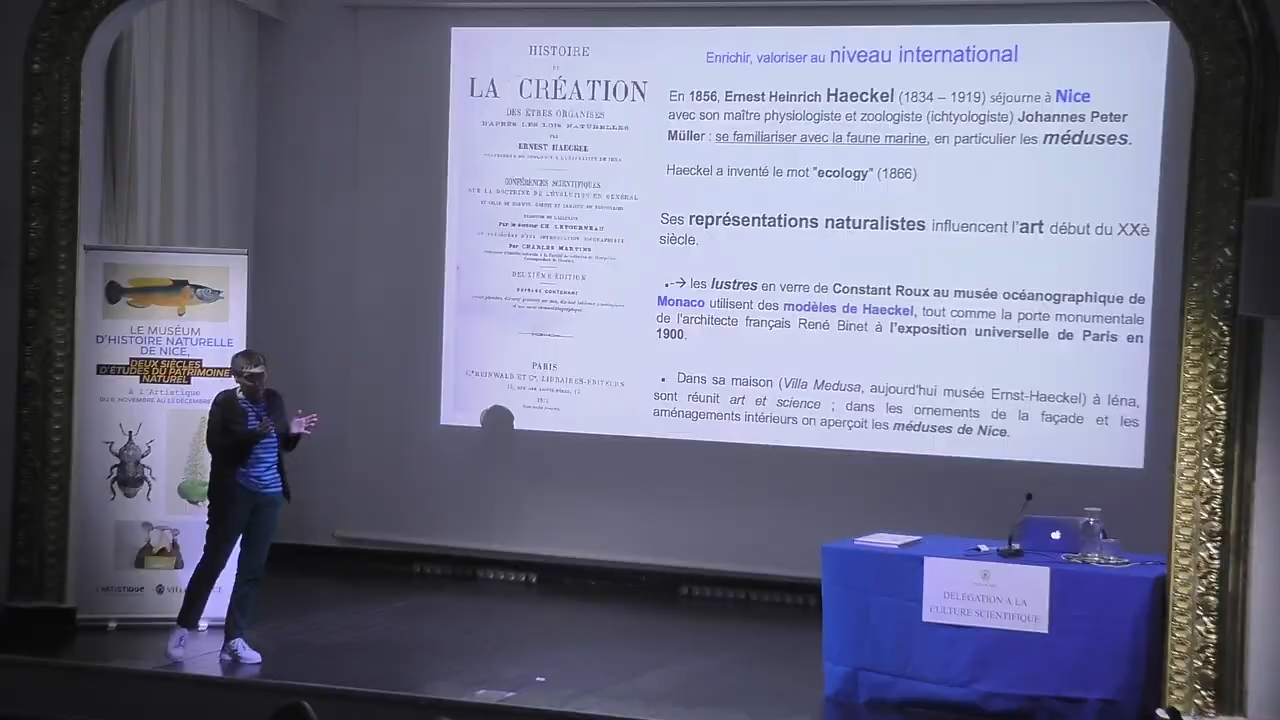 HISTOIRE
LA CRÉATION
DES ÊTRES ORGANISÉS
D'APRÈS LES LOIS NATURELLES
PAR
ERNEST HAECKEL
CONFÉRENCES SCIENTIFIQUES
SUR LA DOCTRINE DE L'ÉVOLUTION EN GÉNÉRAL
Par le docteur CH. LETOURNEAU
Par CHARLES MARTINS
DEUXIÈME ÉDITION
OUVRAGE CONTENANT
PARIS
C. REINWALD ET Cie, LIBRAIRES-ÉDITEURS
Enrichir, valoriser au niveau international
En 1856, Ernest Heinrich Haeckel (1834 – 1919) séjourne à Nice
avec son maître physiologiste et zoologiste (ichtyologiste) Johannes Peter
Müller : se familiariser avec la faune marine, en particulier les méduses.
Haeckel a inventé le mot "ecology" (1866)
Ses représentations naturalistes influencent l'art début du XXè
siècle.
.-→ les lustres en verre de Constant Roux au musée océanographique de
Monaco utilisent des modèles de Haeckel, tout comme la porte monumentale
de l'architecte français René Binet à l'exposition universelle de Paris en
1900.
▪ Dans sa maison (Villa Medusa, aujourd'hui musée Ernst-Haeckel) à Iéna,
sont réunit art et science ; dans les ornements de la façade et les
aménagements intérieurs on aperçoit les méduses de Nice.
LE MUSÉUM
D'HISTOIRE NATURELLE
DE NICE,
DEUX SIÈCLES
D'ÉTUDES DU PATRIMOINE
NATUREL
à l'Artistique
DU 8 NOVEMBRE AU 13 DÉCEMBRE
L'ARTISTIQUE
DÉLÉGATION À LA
CULTURE SCIENTIFIQUE